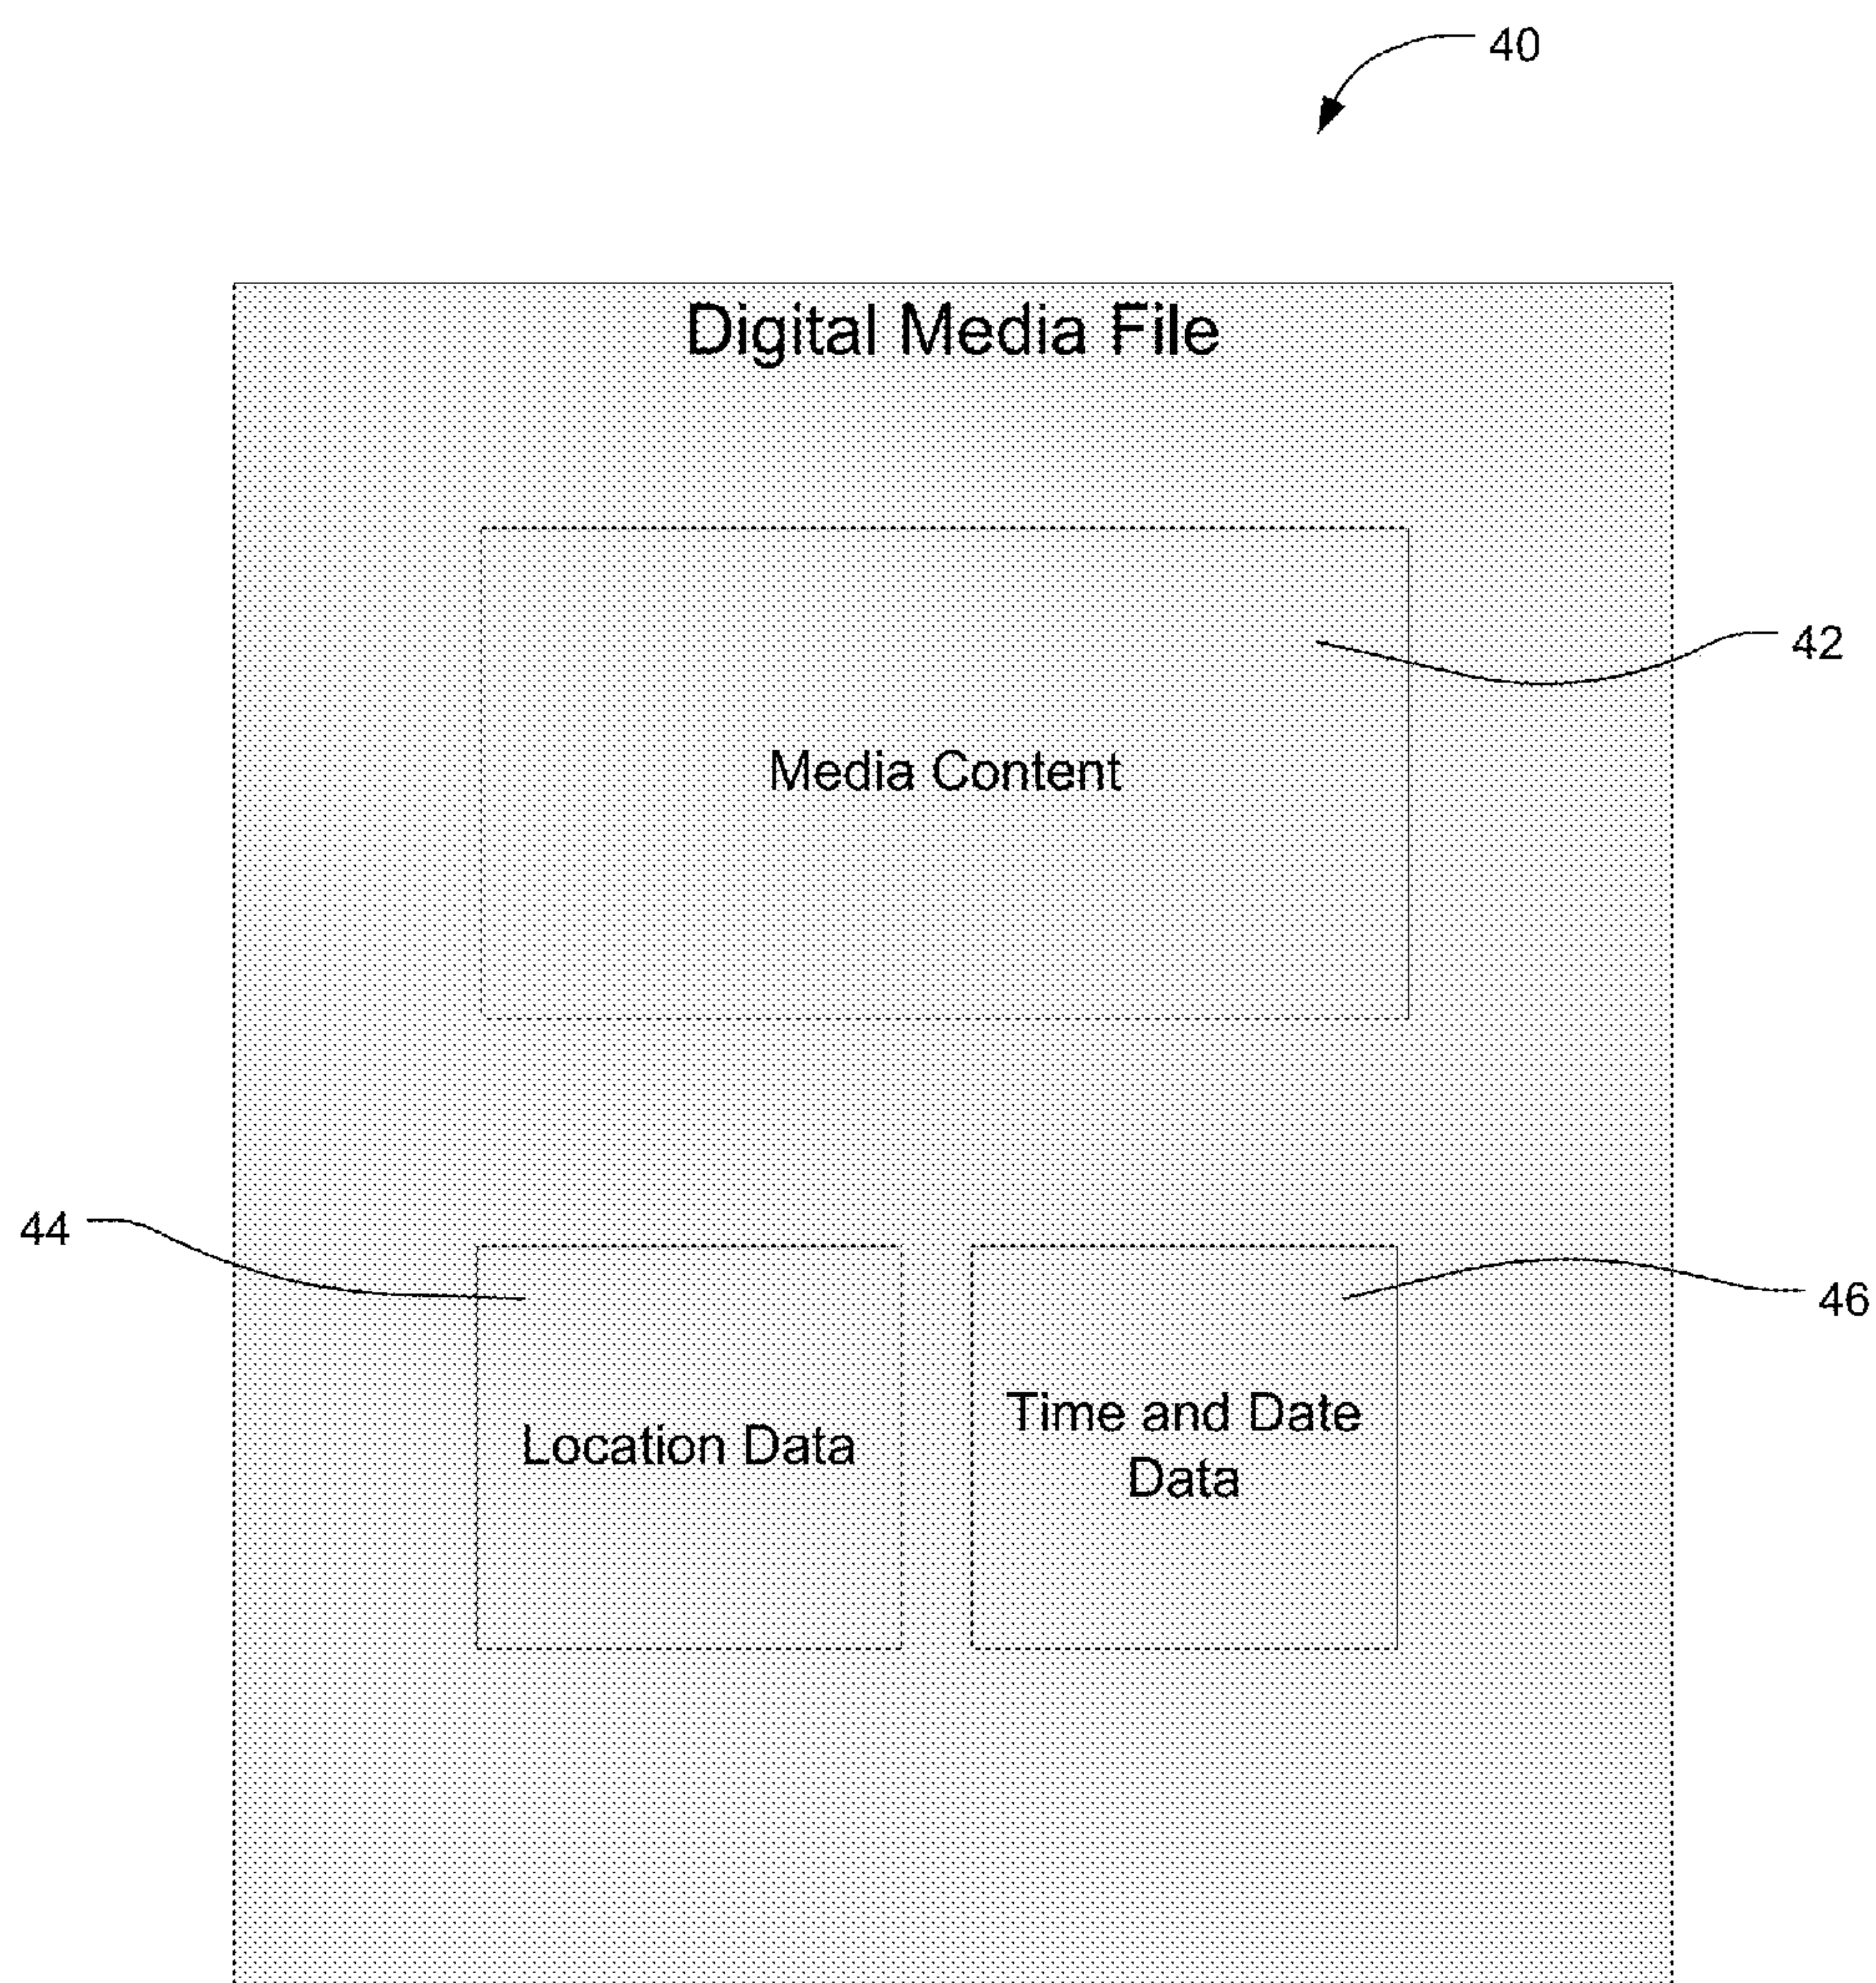 40
Digital Media File
42
Media Content
44
46
Time and Date
Location Data
Data